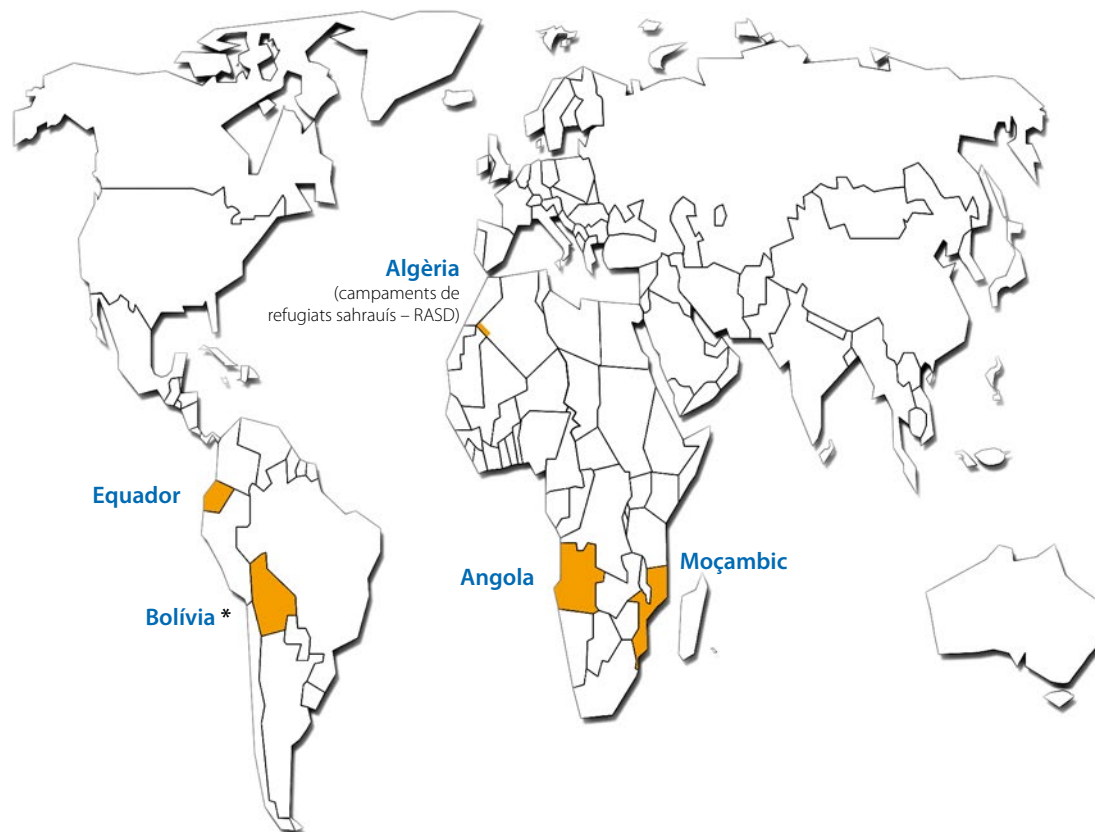 Algèria
(campaments de
refugiats sahrauís – RASD)
Equador
Angola
Moçambic
Bolívia *